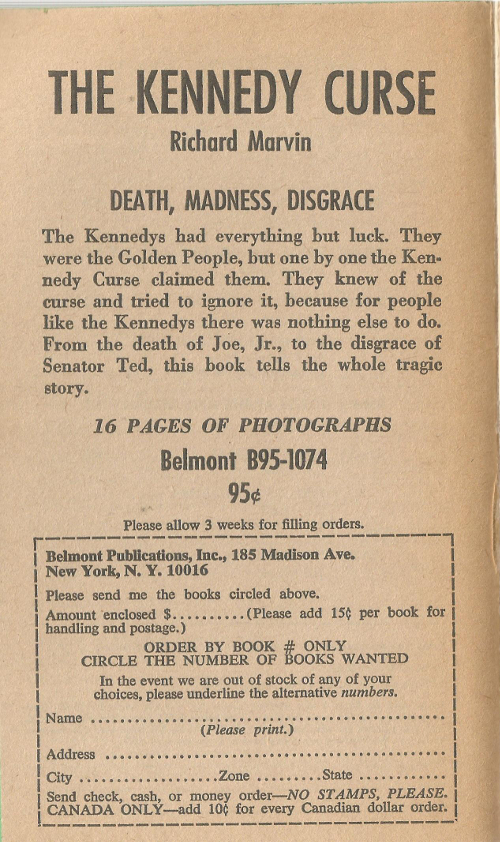 THE KENNEDY CURSE
Richard Marvin
DEATH, MADNESS, DISGRACE
The Kennedys had everything but luck. They
were the Golden People, but one by one the Ken-
nedy Curse claimed them. They knew of the
curse and tried to ignore it, because for people
like the Kennedys there was nothing else to do.
From the death of Joe, Jr., to the disgrace of
Senator Ted, this book tells the whole tragic
story.
16 PAGES OF PHOTOGRAPHS
Belmont B95-1074
95¢
Please allow 3 weeks for filling orders.
Belmont Publications, Inc., 185 Madison Ave.
New York, N. Y. 10016
Please send me the books circled above.
Amount enclosed $..........(Please add 15¢ per book for
handling and postage.)
ORDER BY BOOK # ONLY
CIRCLE THE NUMBER OF BOOKS WANTED
In the event we are out of stock of any of your
choices, please underline the alternative numbers.
Name ..................................................
(Please print.)
Address ................................................
City ....................Zone .........State ............
Send check, cash, or money order—NO STAMPS, PLEASE.
CANADA ONLY—add 10¢ for every Canadian dollar order.